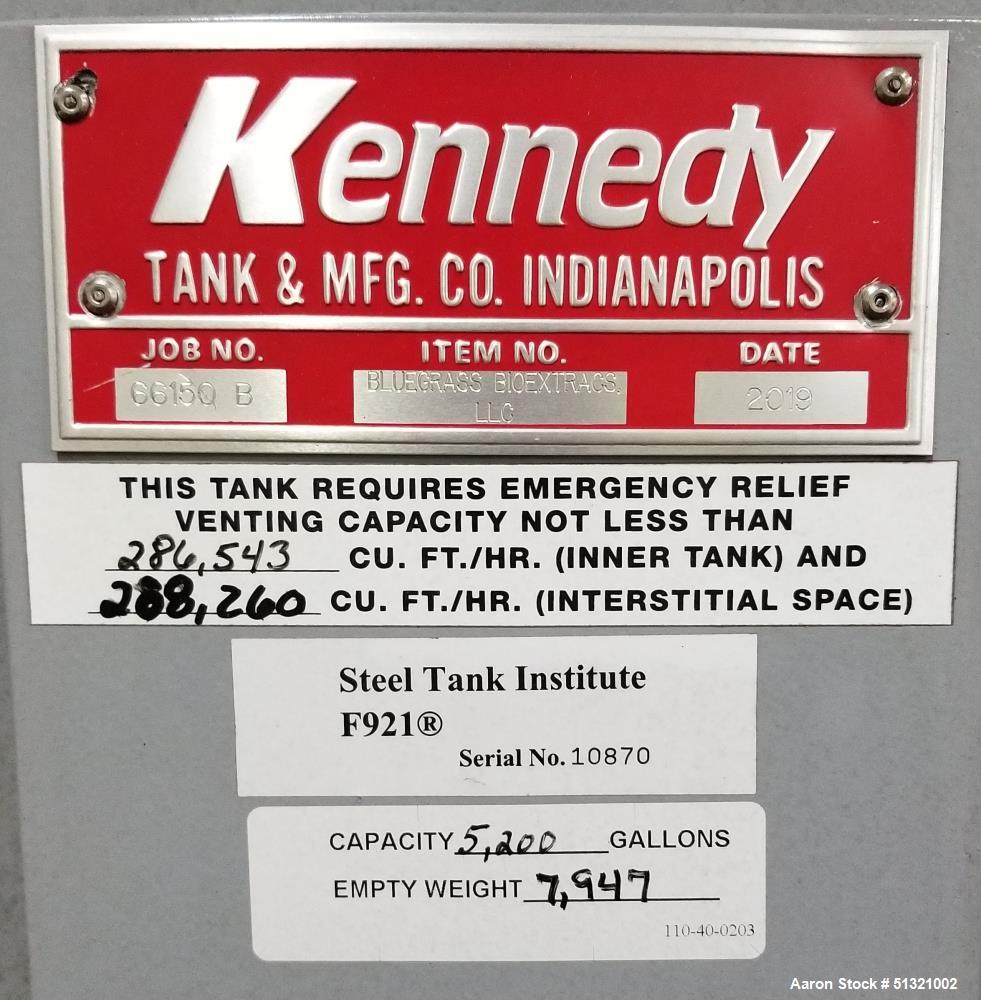 Kennedy
TANK & MFG. CO. INDIANAPOLIS
JOB NO. ITEM NO. DATE
66150 B BLUEGRASS BIOEXTRACS, LLC 2019
THIS TANK REQUIRES EMERGENCY RELIEF
VENTING CAPACITY NOT LESS THAN
286,543 CU. FT./HR. (INNER TANK) AND
288,260 CU. FT./HR. (INTERSTITIAL SPACE)
Steel Tank Institute
F921®
Serial No. 10870
CAPACITY 5,200 GALLONS
EMPTY WEIGHT 7,947
110-40-0203
Aaron Stock # 51321002